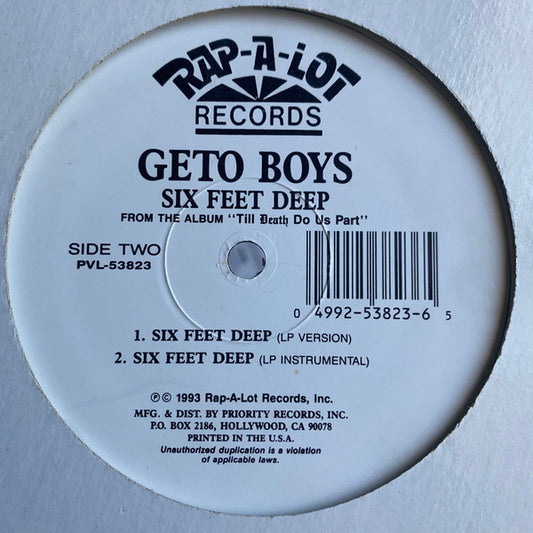 RAP-A-LOT
RECORDS
GETO BOYS
SIX FEET DEEP
FROM THE ALBUM "Till Death Do Us Part"
SIDE TWO
PVL-53823
0 4992-53823-6 5
1. SIX FEET DEEP (LP VERSION)
2. SIX FEET DEEP (LP INSTRUMENTAL)
℗© 1993 Rap-A-Lot Records, Inc.
MFG. & DIST. BY PRIORITY RECORDS, INC.
P.O. BOX 2186, HOLLYWOOD, CA 90078
PRINTED IN THE U.S.A.
Unauthorized duplication is a violation
of applicable laws.